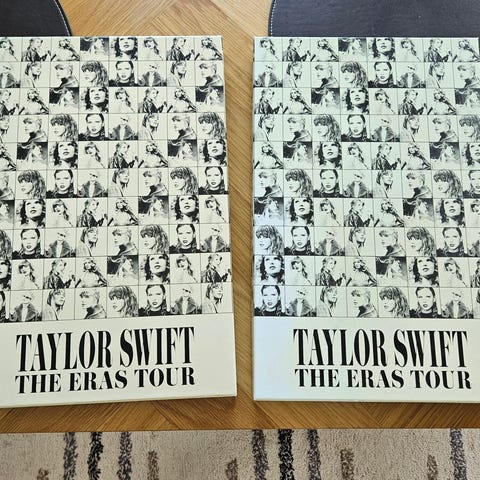 TAYLOR SWIFT
THE ERAS TOUR
TAYLOR SWIFT
THE ERAS TOUR